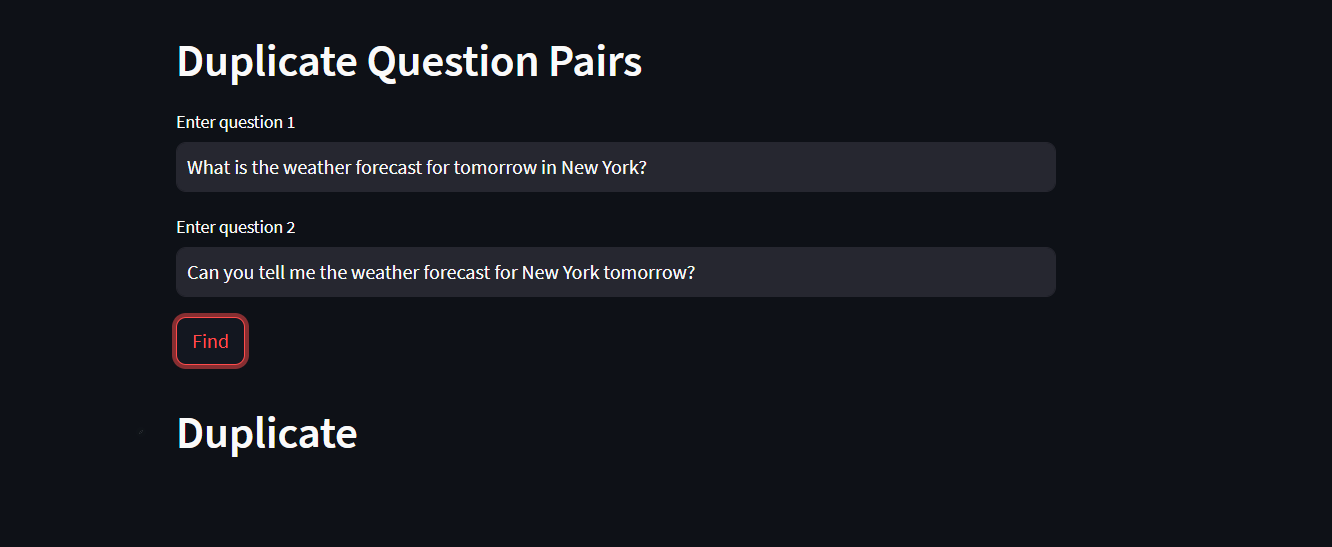 Duplicate Question Pairs
Enter question 1
What is the weather forecast for tomorrow in New York?
Enter question 2
Can you tell me the weather forecast for New York tomorrow?
Find
Duplicate